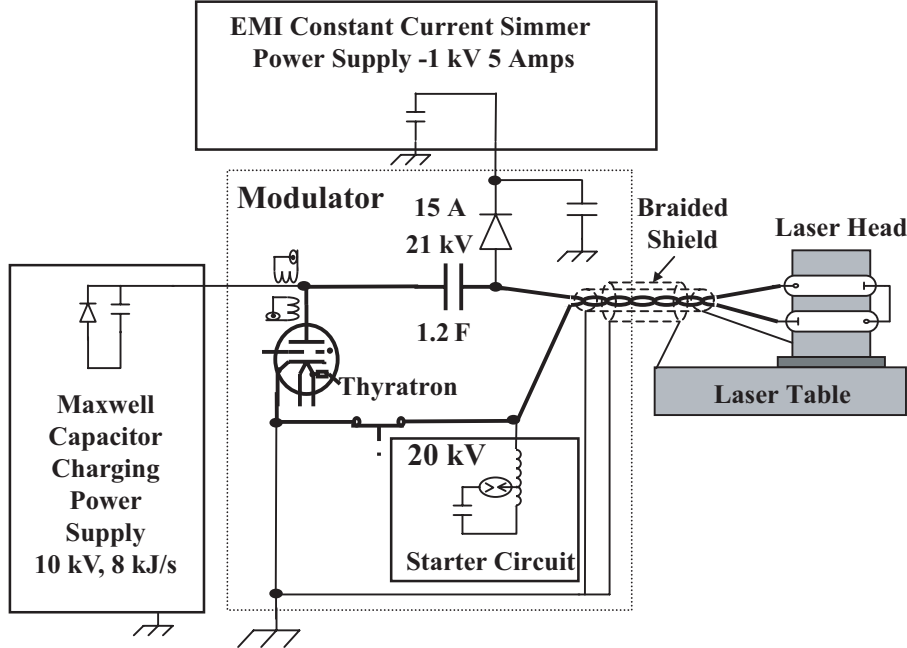 EMI Constant Current Simmer
Power Supply -1 kV 5 Amps
Modulator
15 A
21 kV
Braided
Shield
Laser Head
1.2 F
Thyratron
Laser Table
Maxwell
Capacitor
Charging
Power
Supply
10 kV, 8 kJ/s
20 kV
Starter Circuit